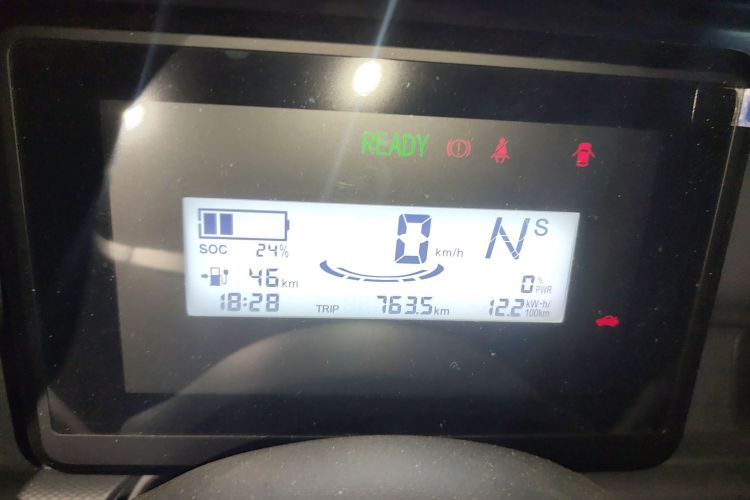 READY
0 km/h N S
SOC 24%
46 km 0 % PWR
18:28 TRIP 763.5 km 12.2 kW-h/100km